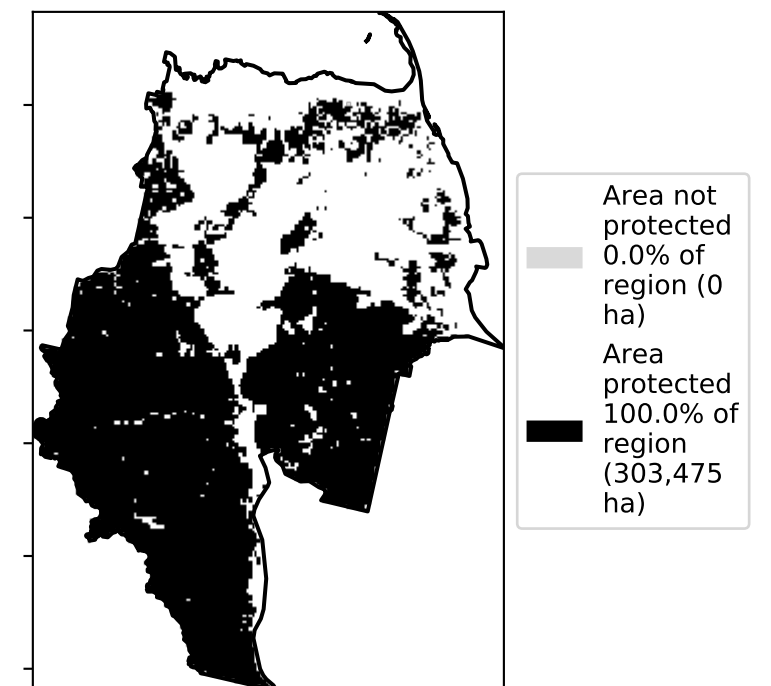 Area not
protected
0.0% of
region (0
ha)
Area
protected
100.0% of
region
(303,475
ha)